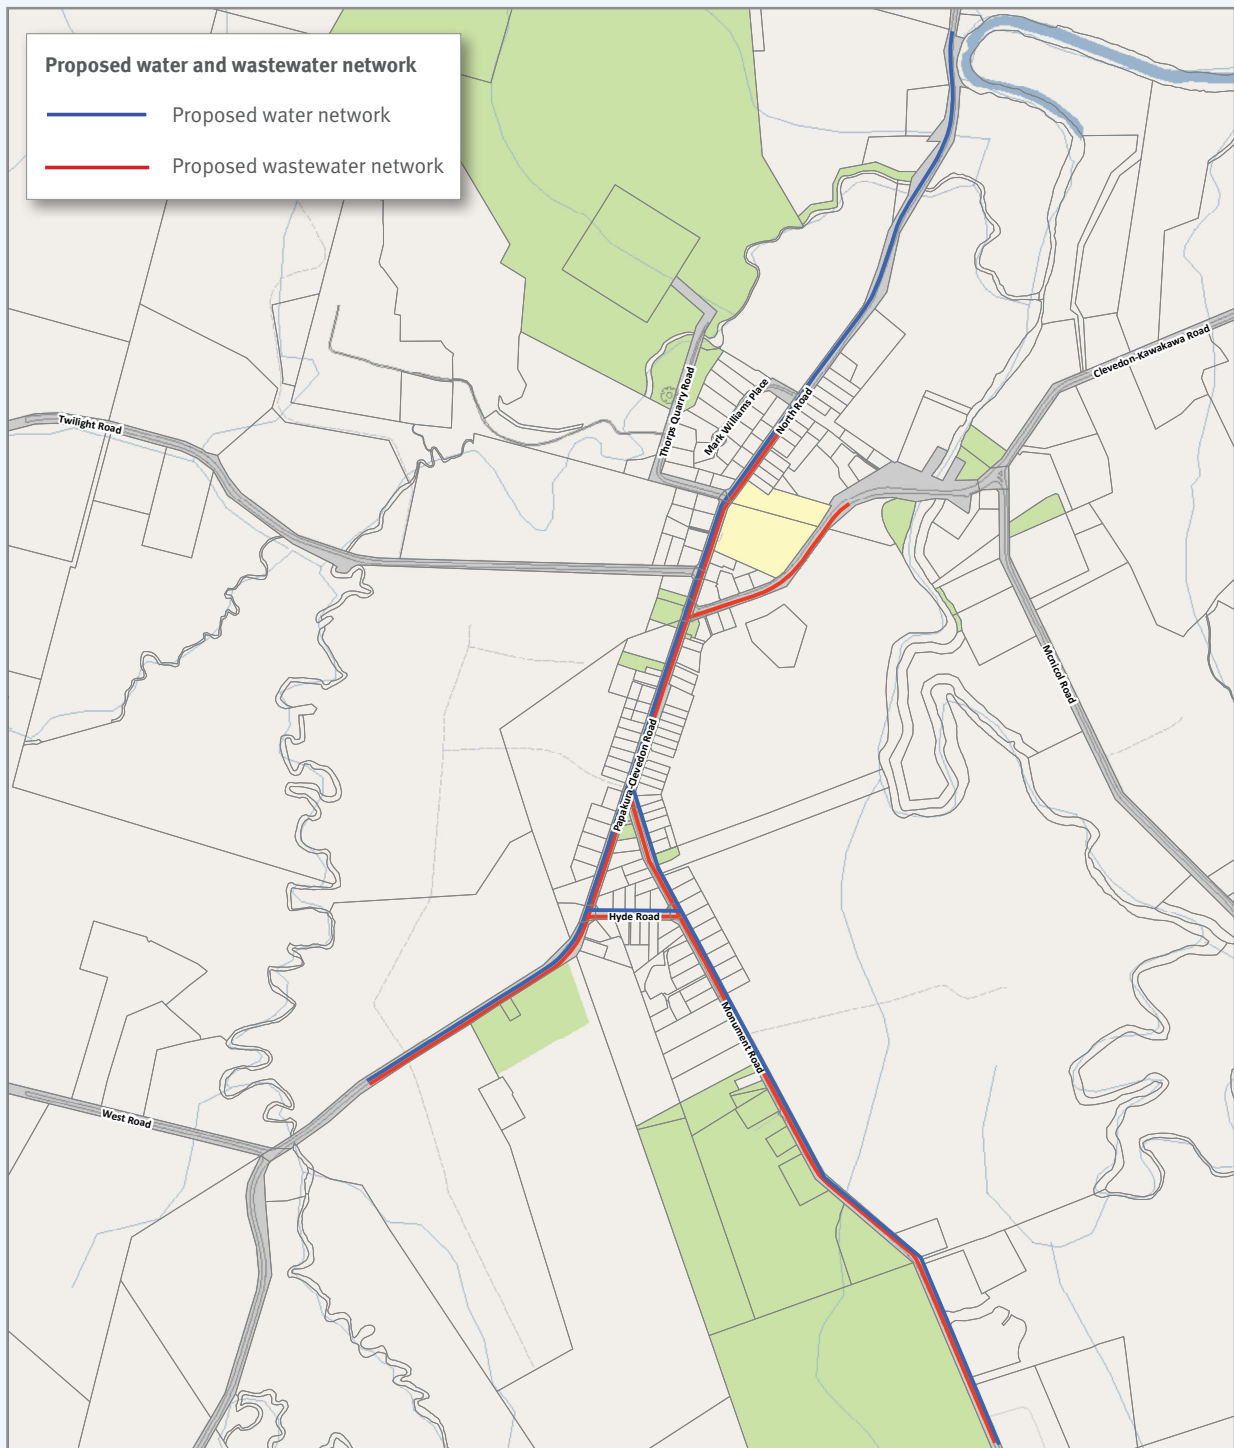 Proposed water and wastewater network
Proposed water network
Proposed wastewater network
Clevedon-Kawakawa Road
Thorps Quarry Road
Mark Williams Place
North Road
Twilight Road
Mcnicol Road
Papakura-Clevedon Road
Hyde Road
Monument Road
West Road